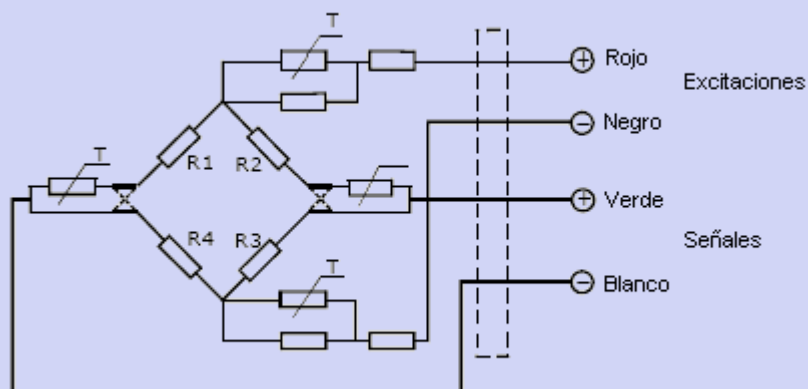 T
Rojo
Excitaciones
Negro
T
R1
R2
Verde
R4
R3
Señales
T
Blanco